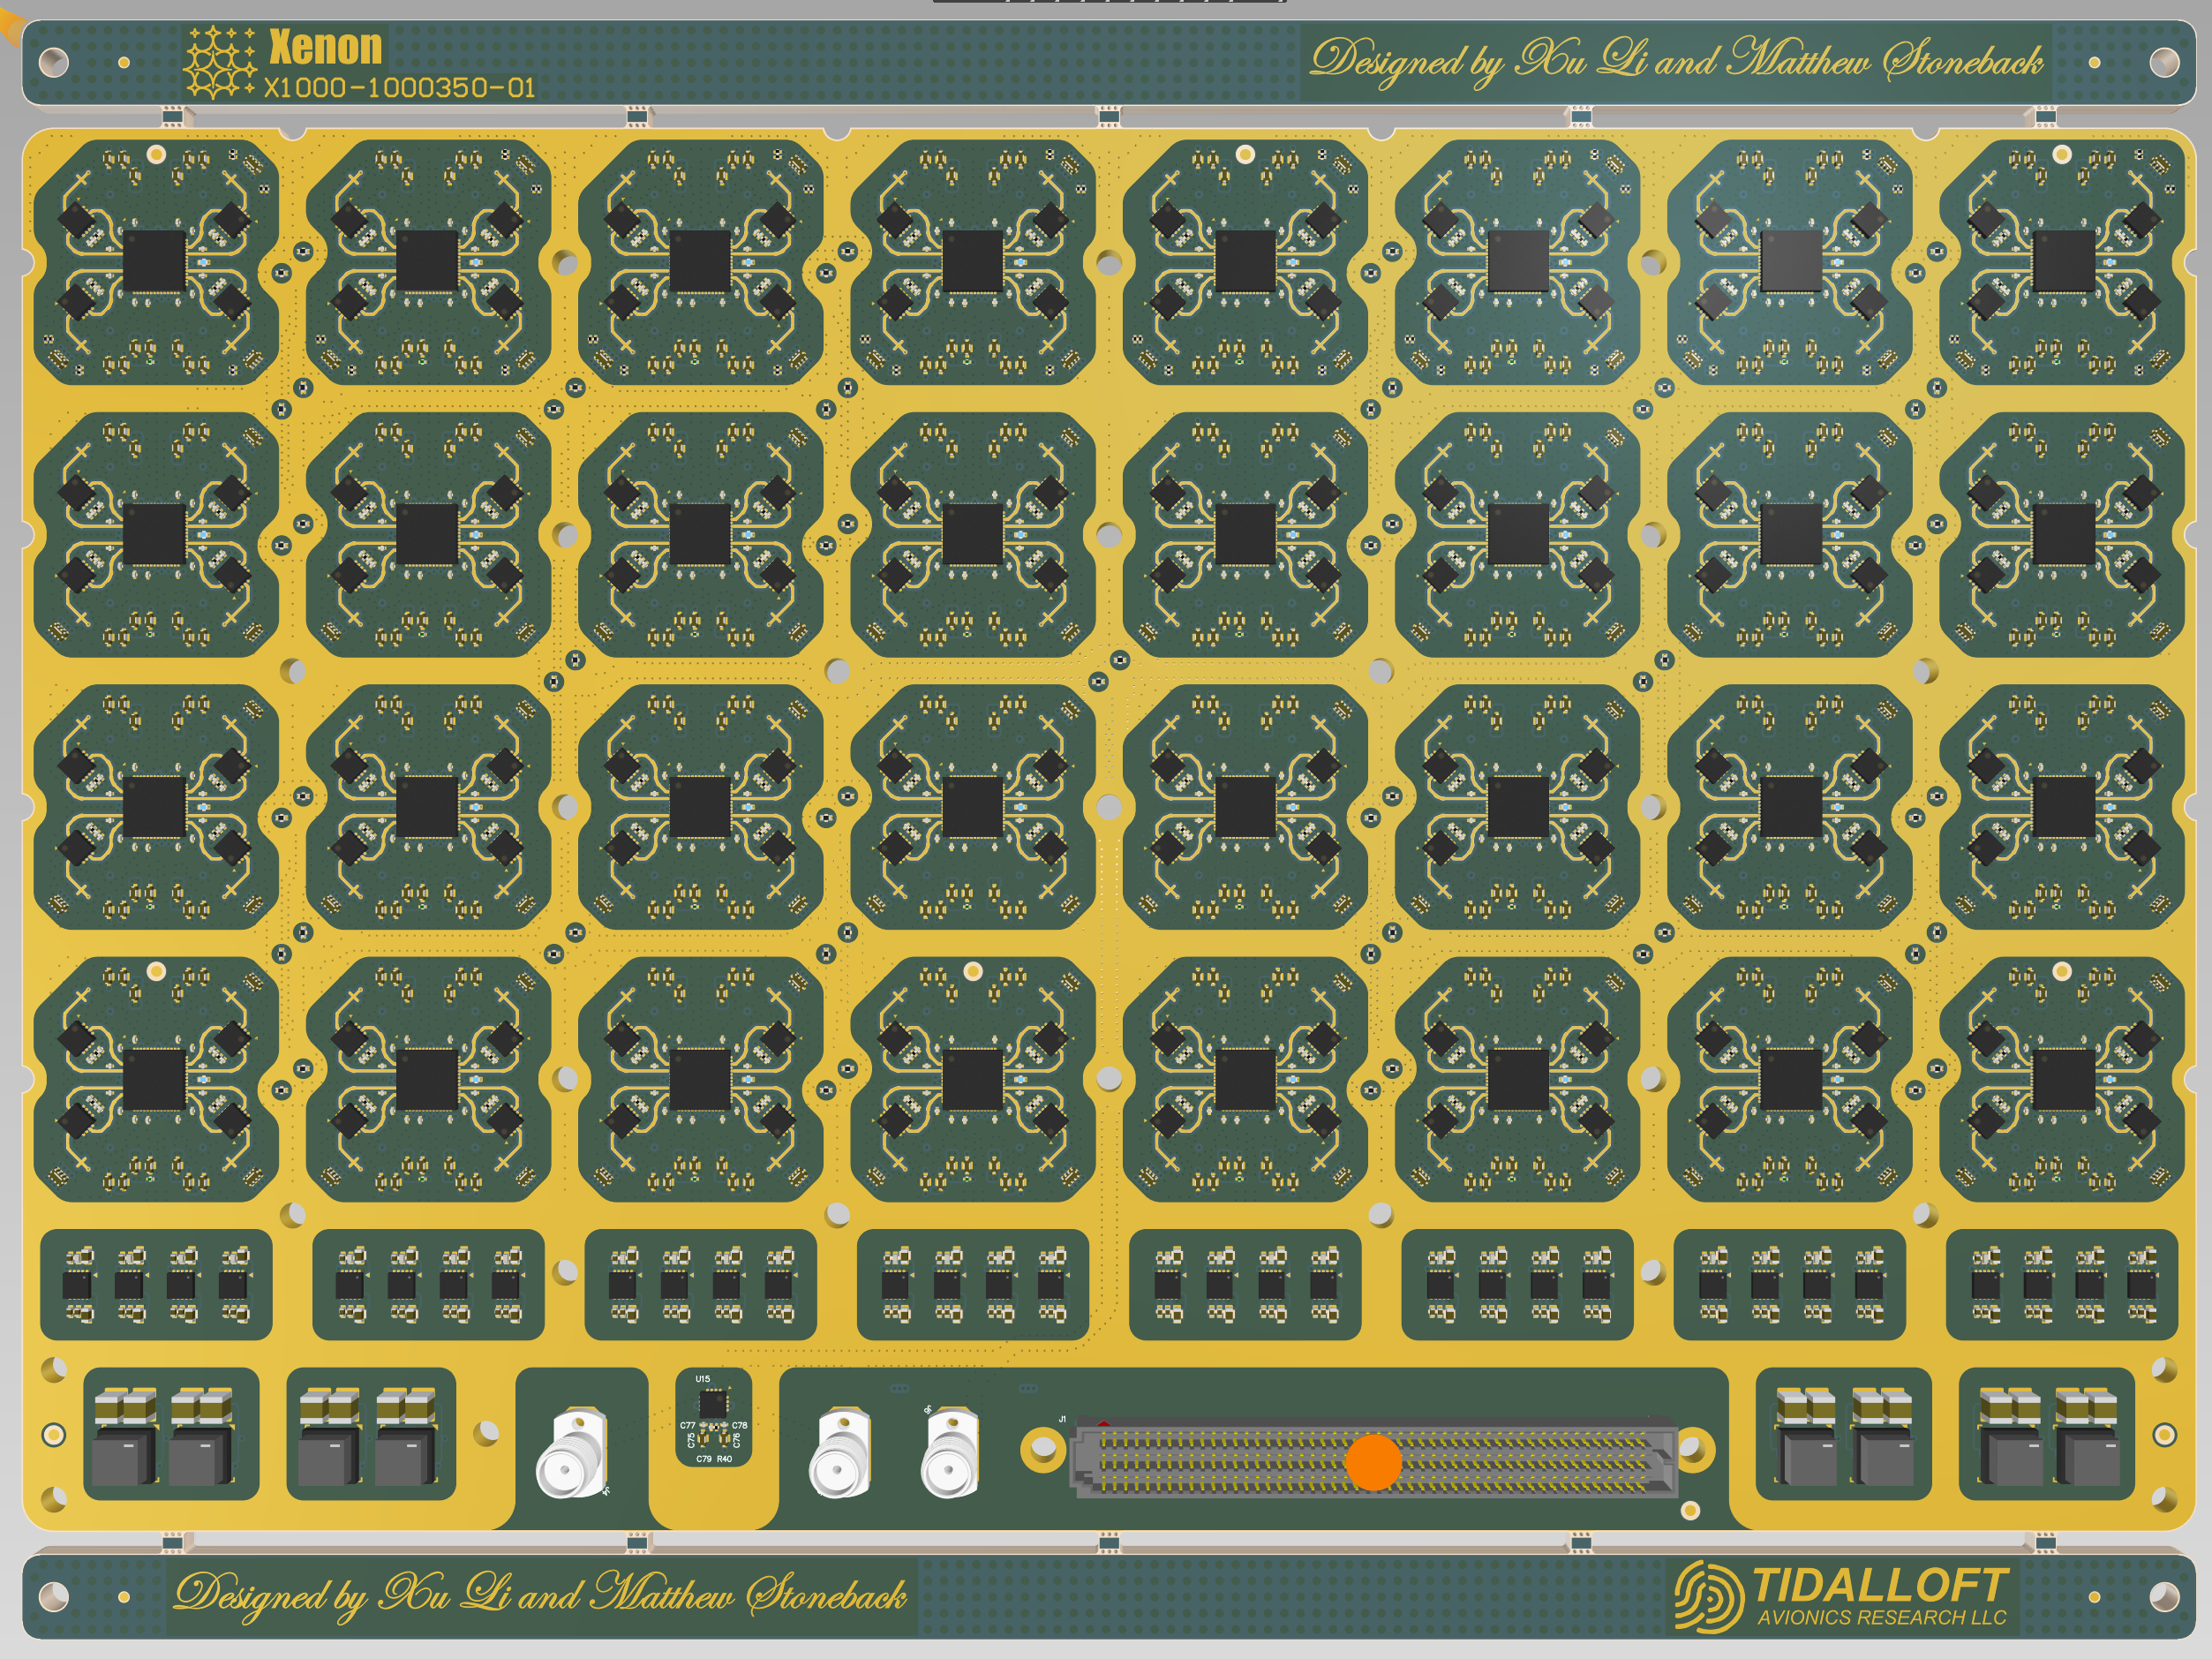 Xenon
X1000-1000350-01
Designed by Xu Li and Matthew Stoneback
U15
C77 C78
C75 C76
C79 R40
J1
Designed by Xu Li and Matthew Stoneback
TIDALLOFT
AVIONICS RESEARCH LLC